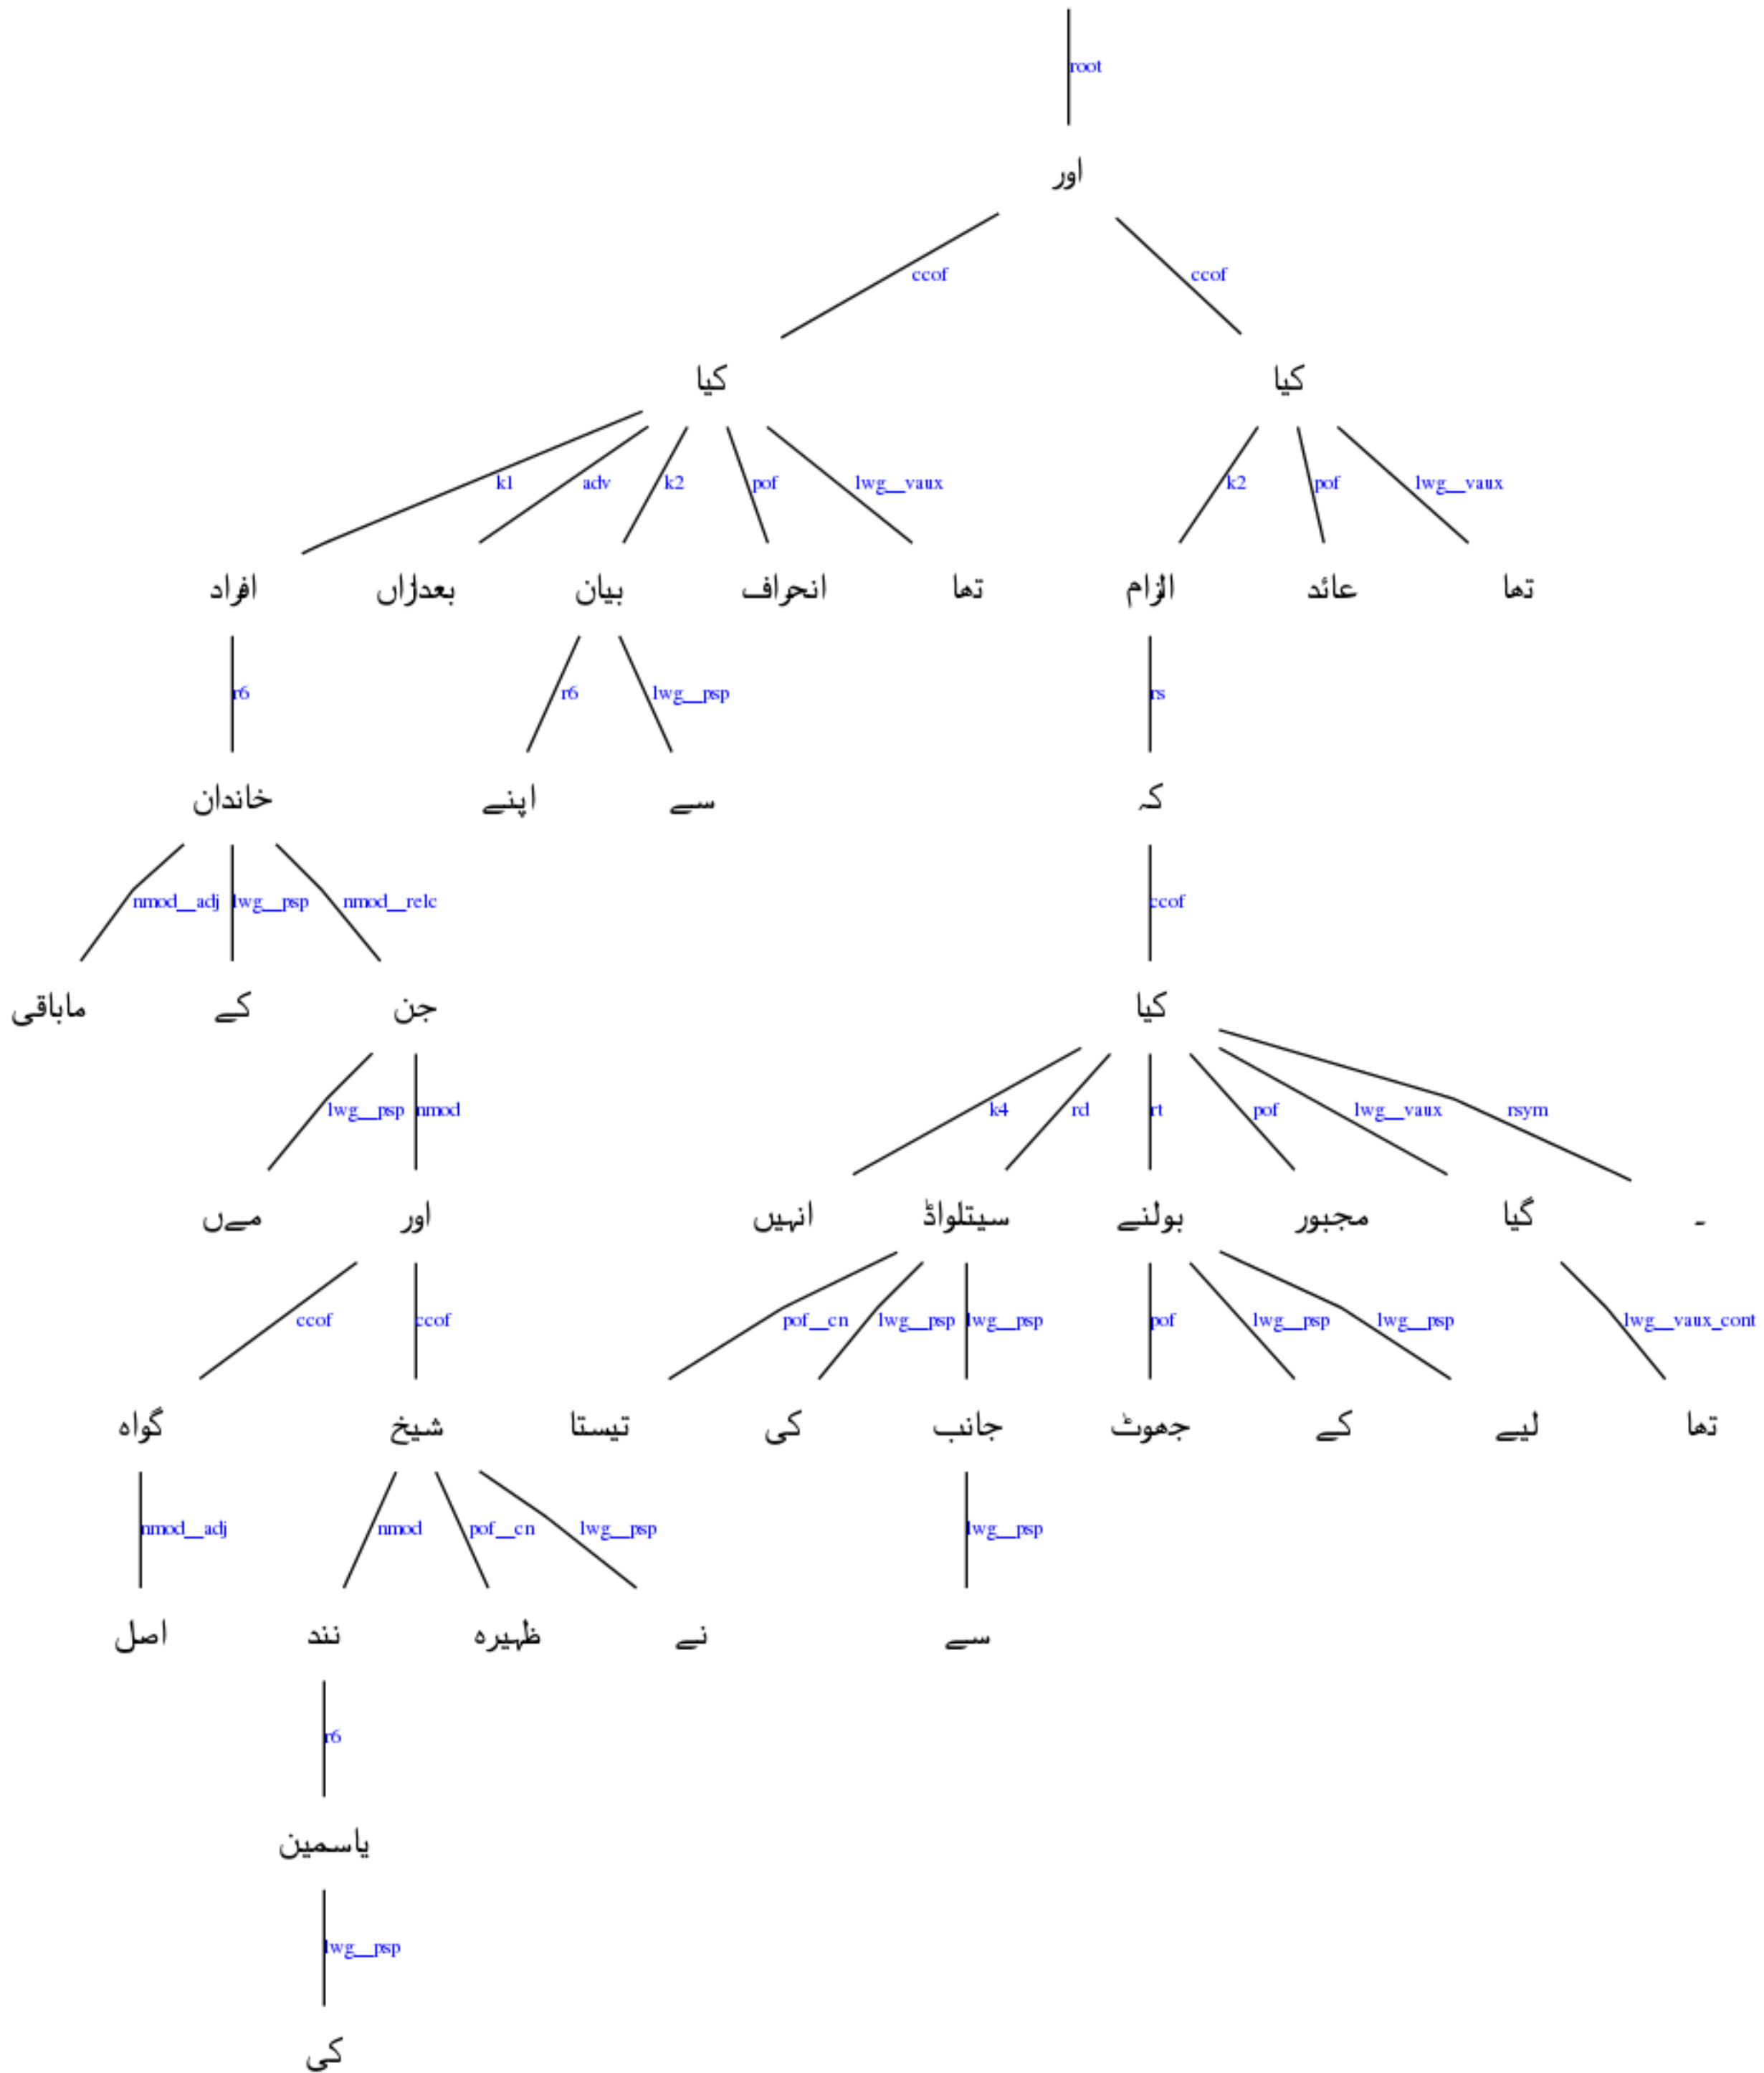 root
اور
ccof ccof
کیا کیا
k1 adv k2 pof lwg__vaux k2 pof lwg__vaux
افراد بعدازاں بیان انحراف تھا الزام عائد تھا
r6 r6 lwg__psp rs
خاندان اپنے سے کہ
nmod__adj lwg__psp nmod__relc ccof
ماباقی کے جن کیا
lwg__psp nmod k4 rd rt pof lwg__vaux rsym
مےں اور انہیں سیتلواڈ بولنے مجبور گیا ۔
ccof ccof pof__cn lwg__psp lwg__psp pof lwg__psp lwg__psp lwg__vaux_cont
گواہ شیخ تیستا کی جانب جھوٹ کے لیے تھا
nmod__adj nmod pof__cn lwg__psp lwg__psp
اصل نند ظہیرہ نے سے
r6
یاسمین
lwg__psp
کی